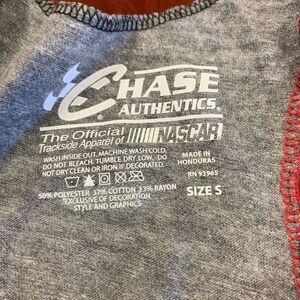 CHASE
AUTHENTICS®
The Official
Trackside Apparel of NASCAR
WASH INSIDE OUT, MACHINE WASH COLD.
DO NOT BLEACH, TUMBLE DRY LOW. DO
NOT DRY CLEAN OR IRON IF DECORATED.
50% POLYESTER 37% COTTON 13% RAYON
EXCLUSIVE OF DECORATION
STYLE AND GRAPHICS
MADE IN
HONDURAS
RN 93965
SIZE S